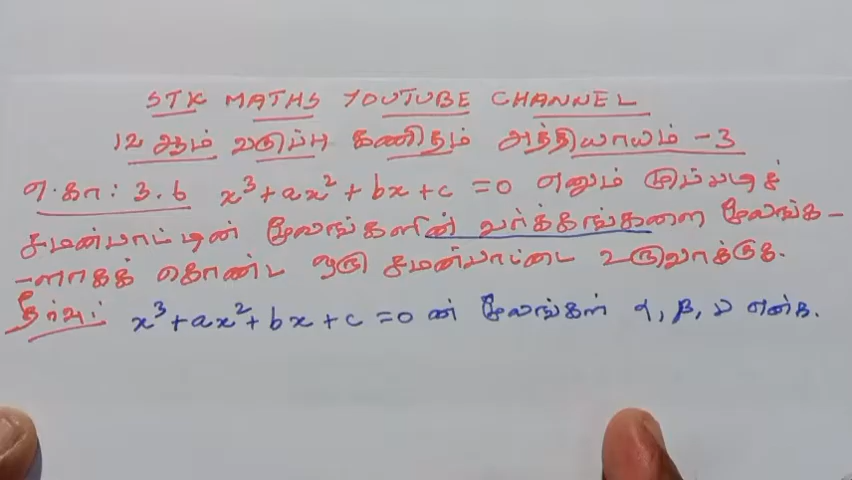 STK MATHS YOUTUBE CHANNEL
12 ஆம் வகுப்பு கணிதம் அத்தியாயம் - 3
எ.கா: 3.6 x³+ax²+bx+c=0 எனும் முப்படிச்
சமன்பாட்டின் மூலங்களின் வர்க்கங்களை மூலங்க-
-ளாகக் கொண்ட ஒரு சமன்பாட்டை உருவாக்குக.
தீர்வு: x³+ax²+bx+c=0 ன் மூலங்கள் α, β, γ என்க.